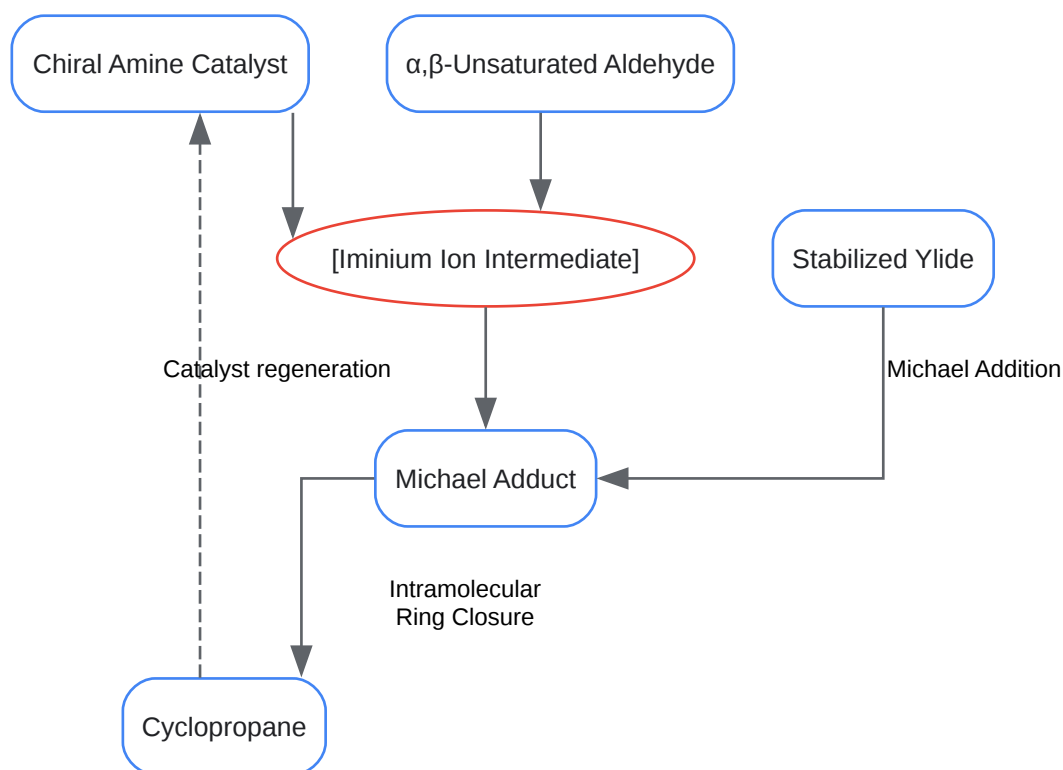 Chiral Amine Catalyst
α,β-Unsaturated Aldehyde
[Iminium Ion Intermediate]
Stabilized Ylide
Catalyst regeneration
Michael Addition
Michael Adduct
Intramolecular
Ring Closure
Cyclopropane